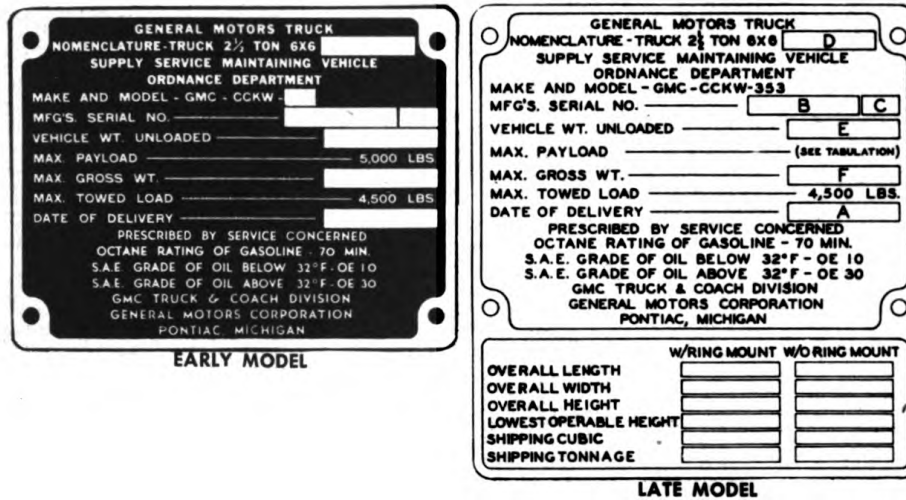 GENERAL MOTORS TRUCK
NOMENCLATURE-TRUCK 2½ TON 6X6
SUPPLY SERVICE MAINTAINING VEHICLE
ORDNANCE DEPARTMENT
MAKE AND MODEL - GMC - CCKW -
MFG'S. SERIAL NO.
VEHICLE WT. UNLOADED
MAX. PAYLOAD 5,000 LBS.
MAX. GROSS WT.
MAX. TOWED LOAD 4,500 LBS.
DATE OF DELIVERY
PRESCRIBED BY SERVICE CONCERNED
OCTANE RATING OF GASOLINE - 70 MIN.
S.A.E. GRADE OF OIL BELOW 32°F - OE 10
S.A.E. GRADE OF OIL ABOVE 32°F - OE 30
GMC TRUCK & COACH DIVISION
GENERAL MOTORS CORPORATION
PONTIAC, MICHIGAN
EARLY MODEL
GENERAL MOTORS TRUCK
NOMENCLATURE - TRUCK 2½ TON 6X6 D
SUPPLY SERVICE MAINTAINING VEHICLE
ORDNANCE DEPARTMENT
MAKE AND MODEL - GMC - CCKW-353
MFG'S. SERIAL NO. B C
VEHICLE WT. UNLOADED E
MAX. PAYLOAD (SEE TABULATION)
MAX. GROSS WT. F
MAX. TOWED LOAD 4,500 LBS.
DATE OF DELIVERY A
PRESCRIBED BY SERVICE CONCERNED
OCTANE RATING OF GASOLINE - 70 MIN.
S.A.E. GRADE OF OIL BELOW 32°F - OE 10
S.A.E. GRADE OF OIL ABOVE 32°F - OE 30
GMC TRUCK & COACH DIVISION
GENERAL MOTORS CORPORATION
PONTIAC, MICHIGAN
W/RING MOUNT W/O RING MOUNT
OVERALL LENGTH
OVERALL WIDTH
OVERALL HEIGHT
LOWEST OPERABLE HEIGHT
SHIPPING CUBIC
SHIPPING TONNAGE
LATE MODEL